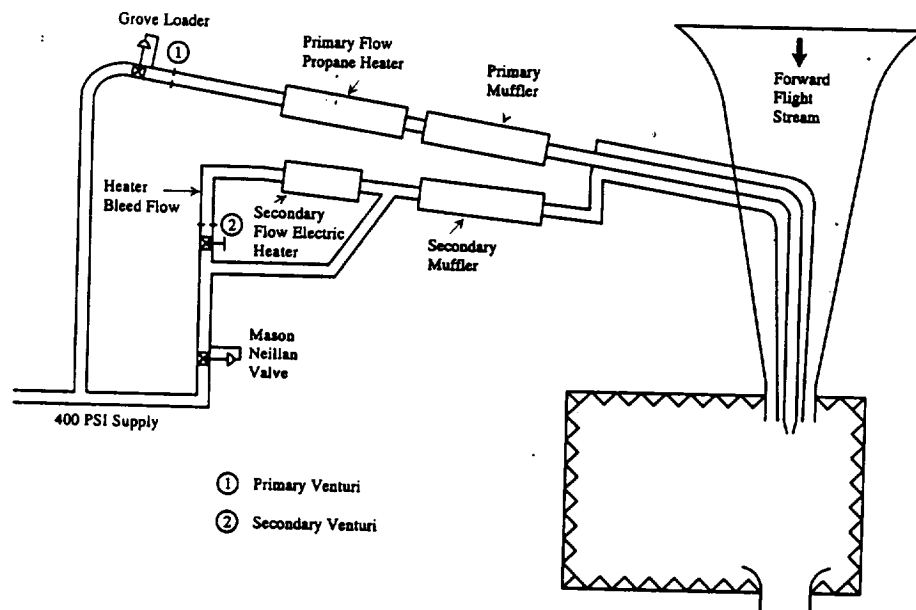 Grove Loader
1
Primary Flow
Propane Heater
Primary
Muffler
Forward
Flight
Stream
Heater
Bleed Flow
2
Secondary
Flow Electric
Heater
Secondary
Muffler
Mason
Neillan
Valve
400 PSI Supply
1 Primary Venturi
2 Secondary Venturi